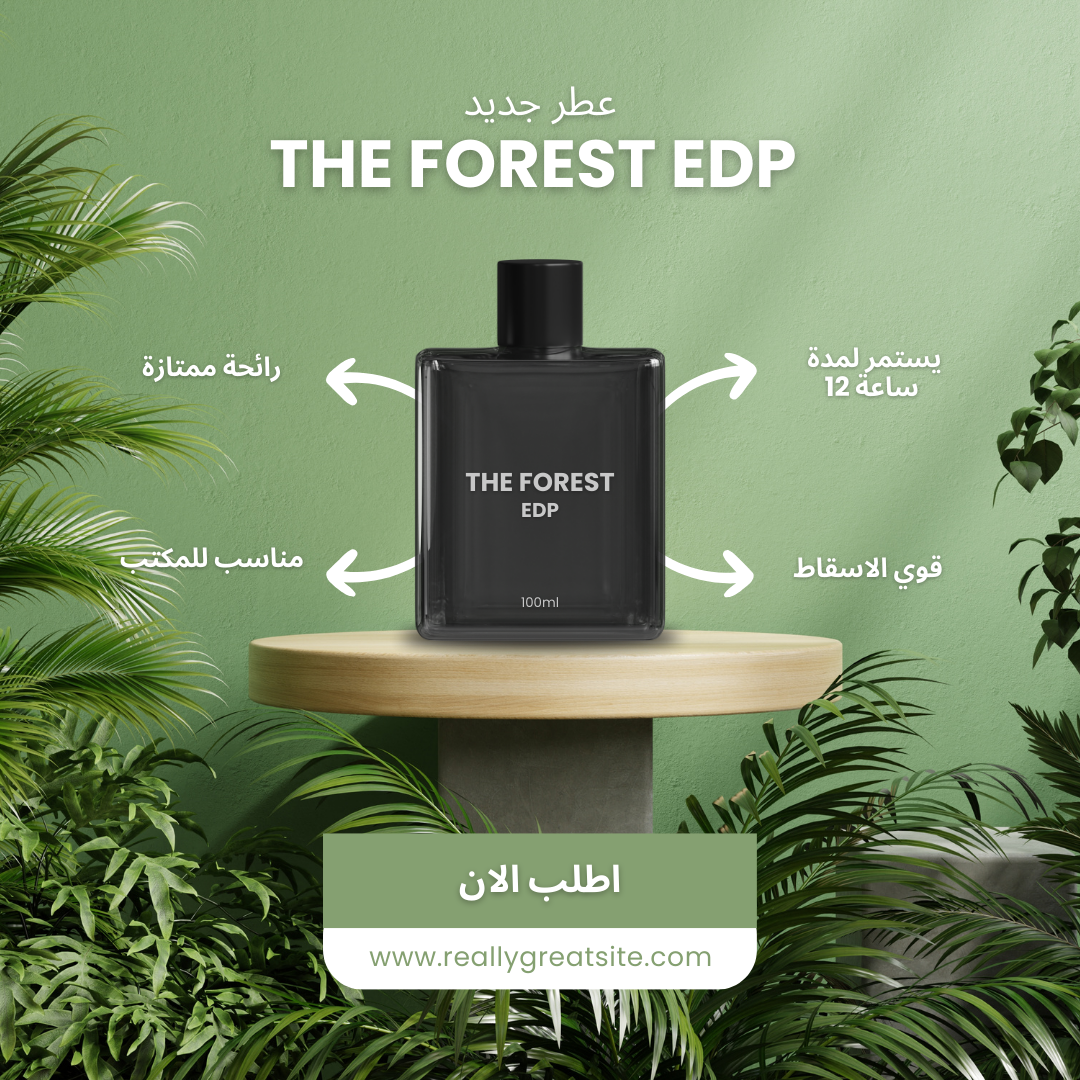 عطر جديد
THE FOREST EDP
رائحة ممتازة
يستمر لمدة
12 ساعة
THE FOREST
EDP
مناسب للمكتب
قوي الاسقاط
100ml
اطلب الان
www.reallygreatsite.com